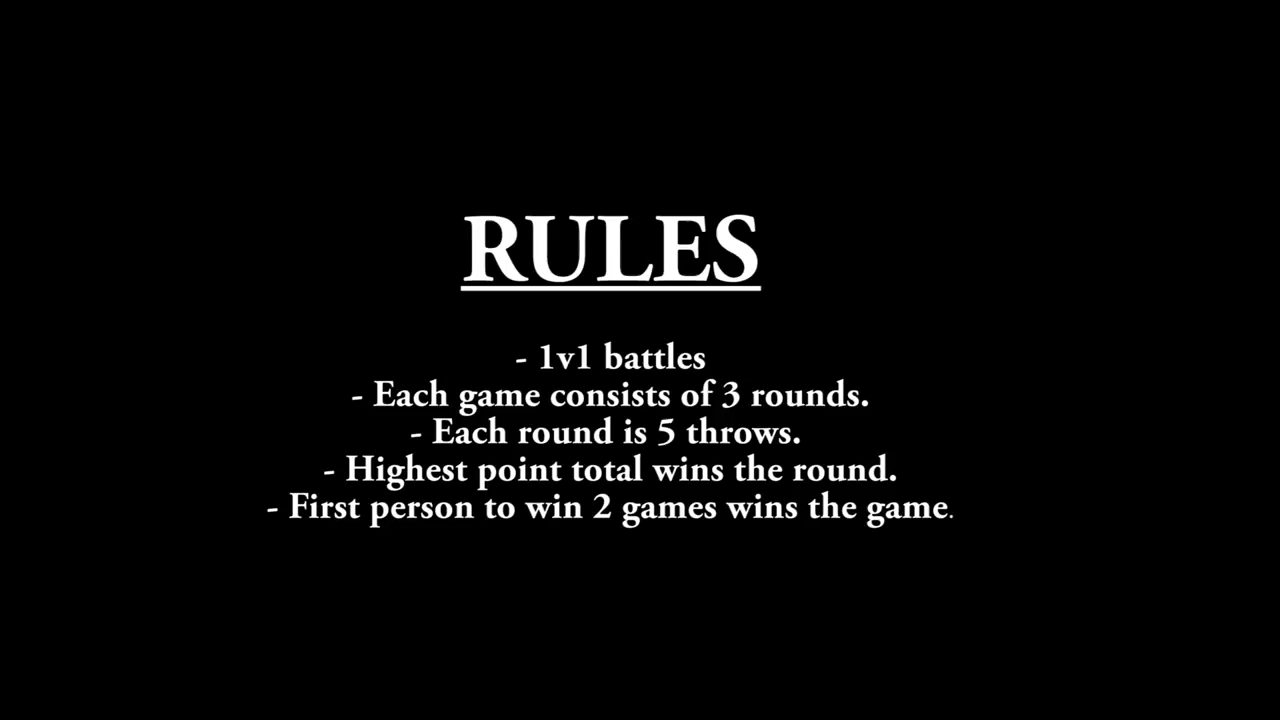 RULES
- 1v1 battles
- Each game consists of 3 rounds.
- Each round is 5 throws.
- Highest point total wins the round.
- First person to win 2 games wins the game.